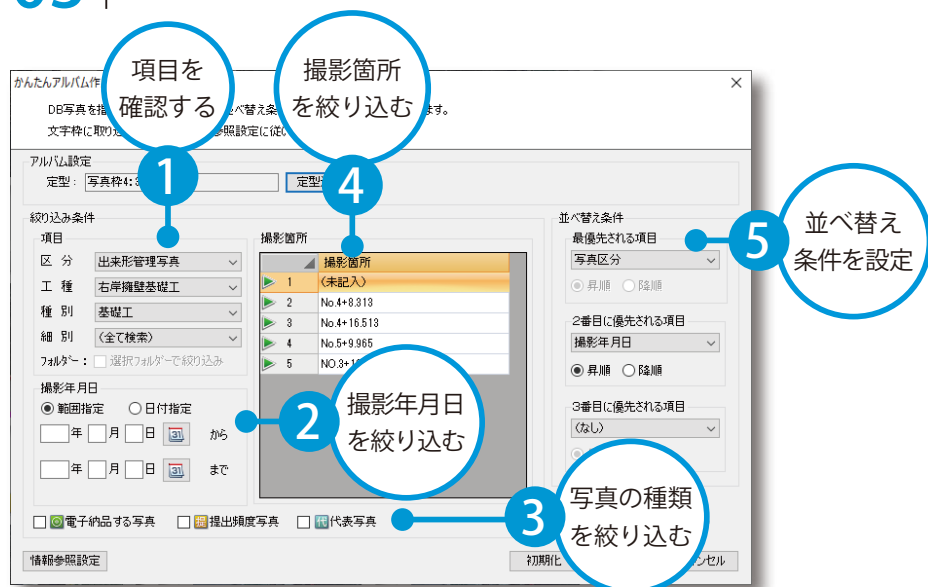 かんたんアルバム作
項目を
確認する
撮影箇所
を絞り込む
DB写真を指
べ替え条
ます。
文字枠に取り込
参照設定に従い
アルバム設定
定型:
写真枠4:3
定型
1
4
絞り込み条件
項目
区 分
出来形管理写真
工 種
右岸擁壁基礎工
種 別
基礎工
細 別
(全て検索)
フォルダー:
選択フォルダーで絞り込み
撮影年月日
範囲指定
日付指定
年
月
日
31
から
年
月
日
31
まで
2
撮影年月日
を絞り込む
撮影箇所
撮影箇所
1 (未記入)
2 No.4+8.313
3 No.4+16.513
4 No.5+9.965
5 NO.3+1
並べ替え条件
最優先される項目
写真区分
昇順
降順
2番目に優先される項目
撮影年月日
昇順
降順
3番目に優先される項目
(なし)
5
並べ替え
条件を設定
電子納品する写真
提出頻度写真
代代表写真
3
写真の種類
を絞り込む
情報参照設定
初期化
ンセル